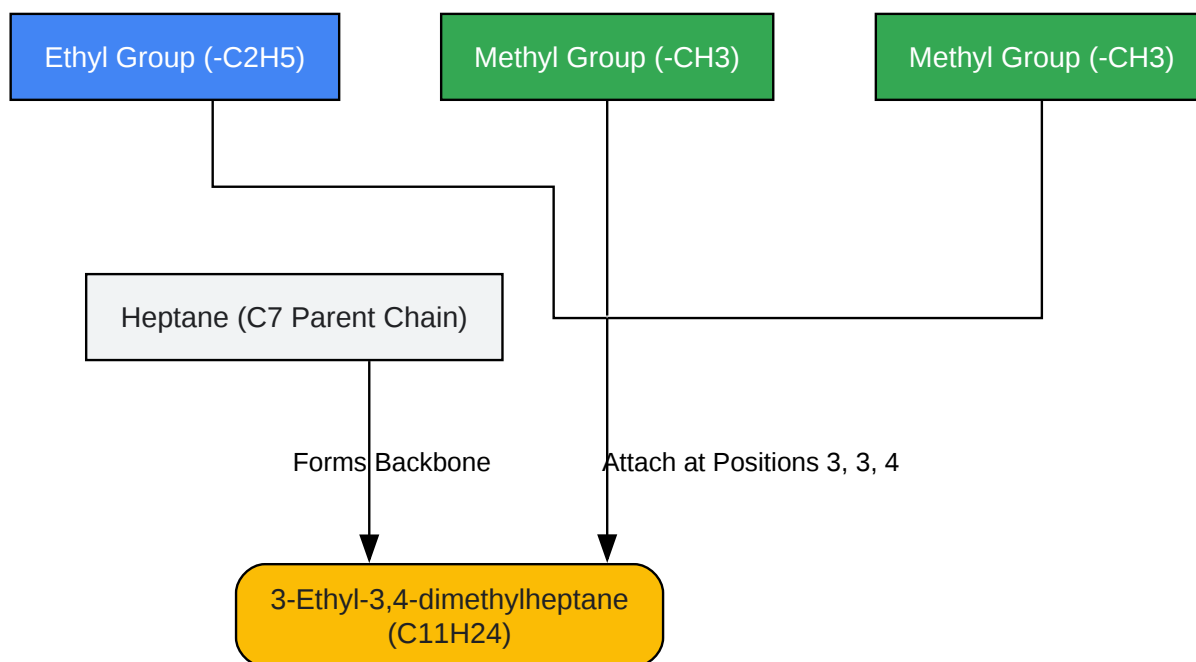 Ethyl Group (-C2H5)
Methyl Group (-CH3)
Methyl Group (-CH3)
Heptane (C7 Parent Chain)
Forms Backbone
Attach at Positions 3, 3, 4
3-Ethyl-3,4-dimethylheptane
(C11H24)